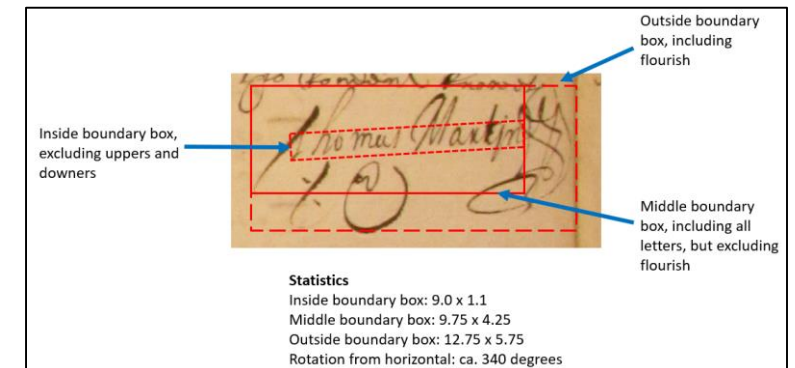 Outside boundary
box, including
flourish
Inside boundary box,
excluding uppers and
downers
Thomas Martin
Middle boundary
box, including all
letters, but excluding
flourish
Statistics
Inside boundary box: 9.0 x 1.1
Middle boundary box: 9.75 x 4.25
Outside boundary box: 12.75 x 5.75
Rotation from horizontal: ca. 340 degrees